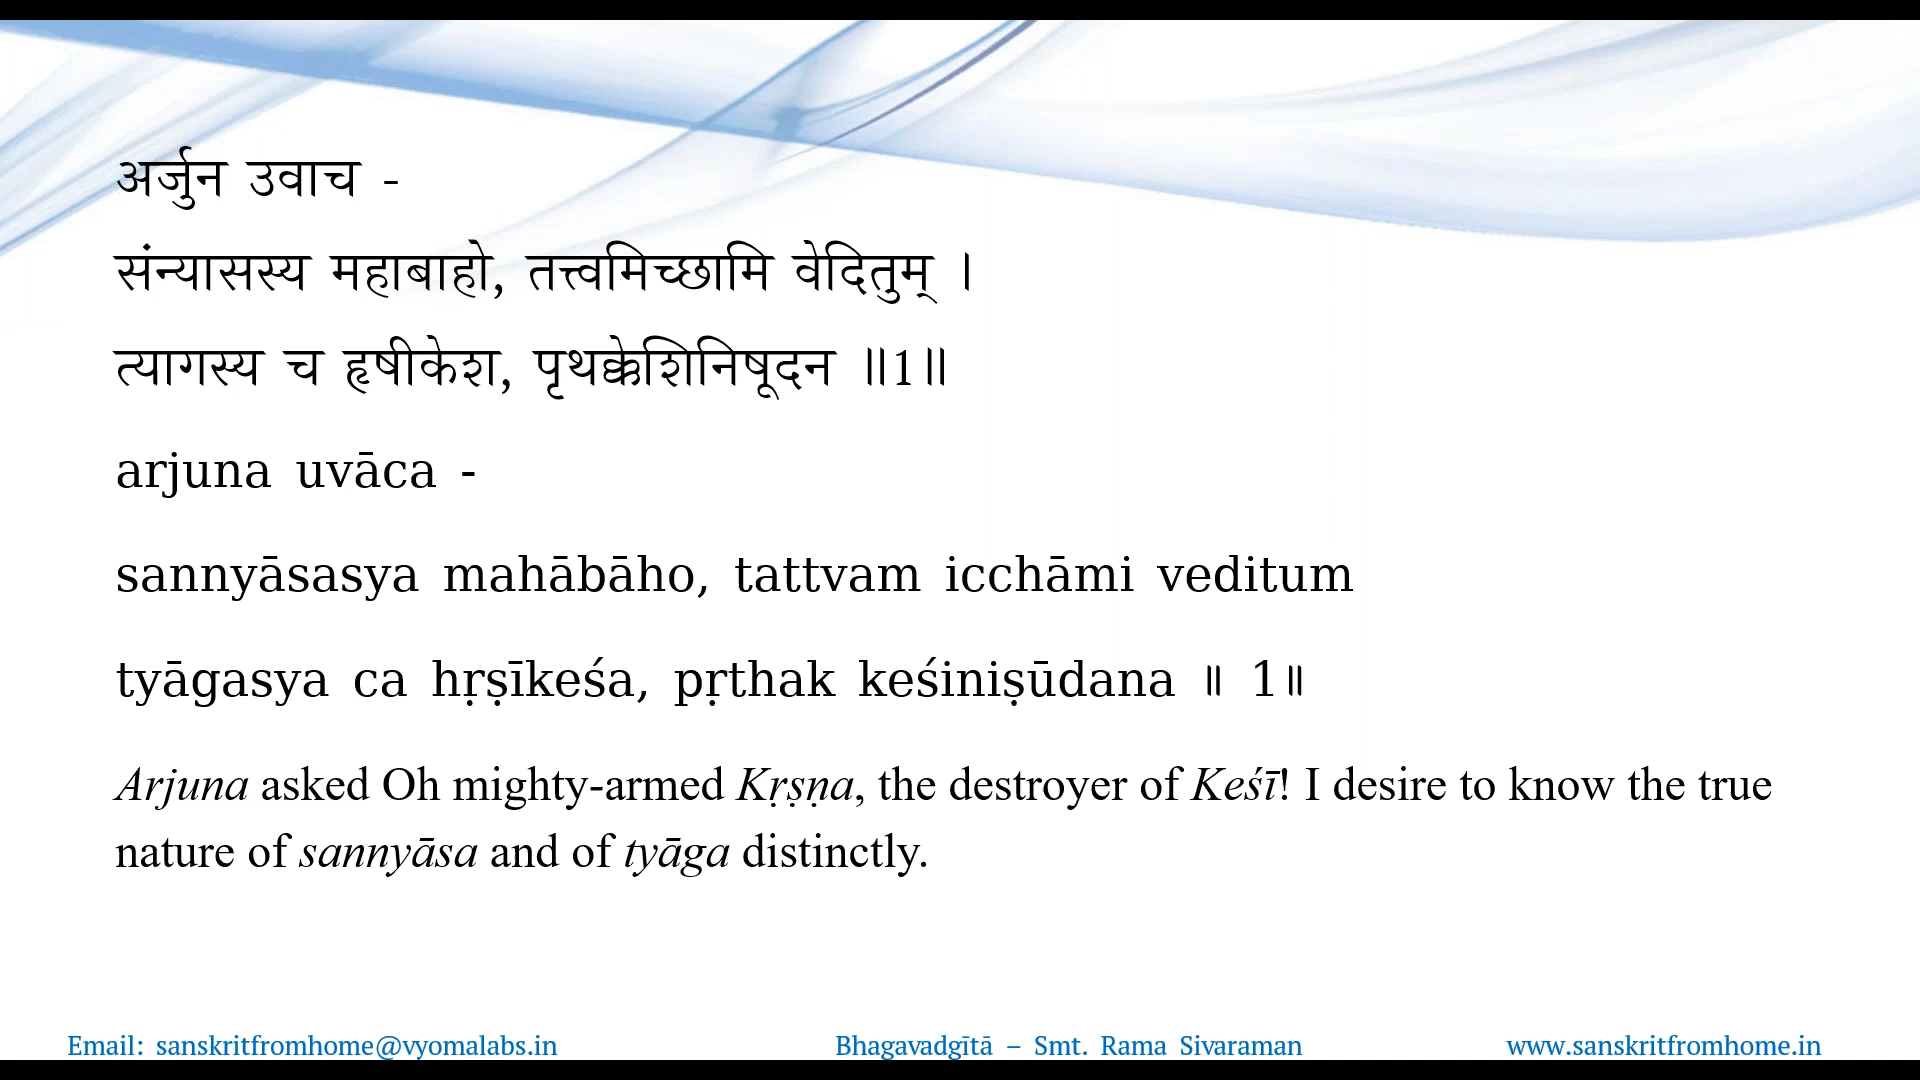 अर्जुन उवाच -
संन्यासस्य महाबाहो, तत्त्वमिच्छामि वेदितुम् ।
त्यागस्य च हृषीकेश, पृथक्केशिनिषूदन ॥1॥
arjuna uvāca -
sannyāsasya mahābāho, tattvam icchāmi veditum
tyāgasya ca hṛṣīkeśa, pṛthak keśiniṣūdana ॥ 1॥
Arjuna asked Oh mighty-armed Kṛṣṇa, the destroyer of Keśī! I desire to know the true
nature of sannyāsa and of tyāga distinctly.
Email: sanskritfromhome@vyomalabs.in Bhagavadgītā – Smt. Rama Sivaraman www.sanskritfromhome.in